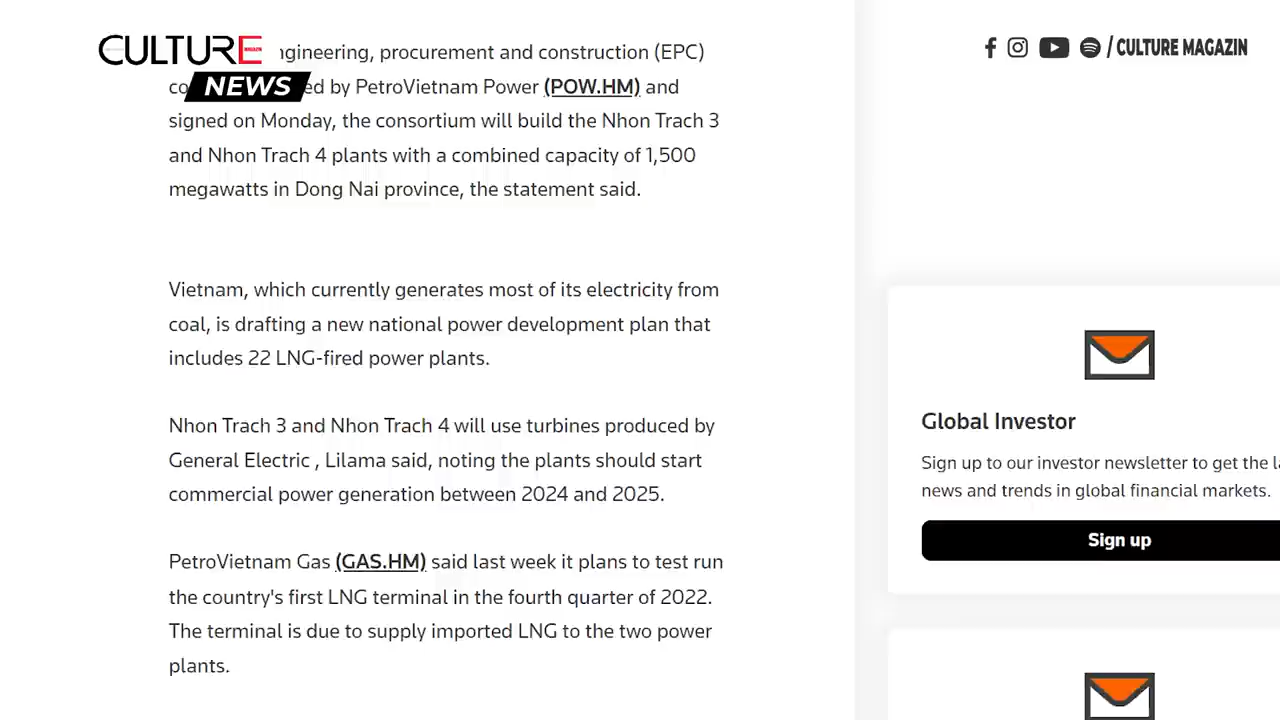 CULTURE
NEWS
/ CULTURE MAGAZIN
engineering, procurement and construction (EPC)
by PetroVietnam Power (POW.HM) and
signed on Monday, the consortium will build the Nhon Trach 3
and Nhon Trach 4 plants with a combined capacity of 1,500
megawatts in Dong Nai province, the statement said.
Vietnam, which currently generates most of its electricity from
coal, is drafting a new national power development plan that
includes 22 LNG-fired power plants.
Nhon Trach 3 and Nhon Trach 4 will use turbines produced by
General Electric , Lilama said, noting the plants should start
commercial power generation between 2024 and 2025.
PetroVietnam Gas (GAS.HM) said last week it plans to test run
the country's first LNG terminal in the fourth quarter of 2022.
The terminal is due to supply imported LNG to the two power
plants.
Global Investor
Sign up to our investor newsletter to get the
news and trends in global financial markets.
Sign up